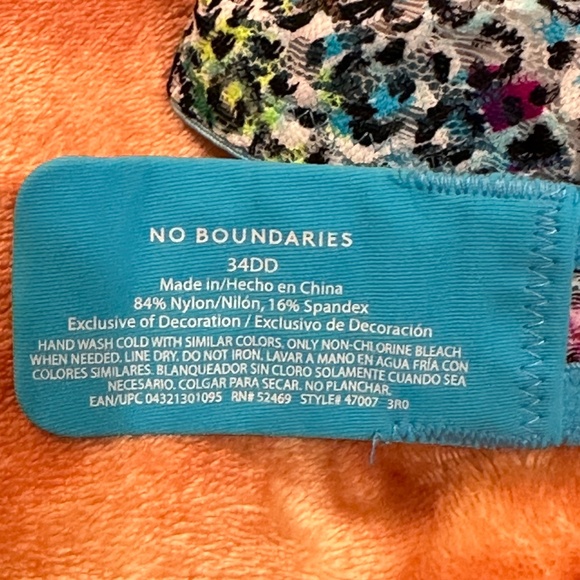 NO BOUNDARIES
34DD
Made in/Hecho en China
84% Nylon/Nilón, 16% Spandex
Exclusive of Decoration / Exclusivo de Decoración
HAND WASH COLD WITH SIMILAR COLORS. ONLY NON-CHLORINE BLEACH
WHEN NEEDED. LINE DRY. DO NOT IRON. LAVAR A MANO EN AGUA FRÍA CON
COLORES SIMILARES. BLANQUEADOR SIN CLORO SOLAMENTE CUANDO SEA
NECESARIO. COLGAR PARA SECAR. NO PLANCHAR.
EAN/UPC 04321301095 RN# 52469 STYLE# 47007 3R0